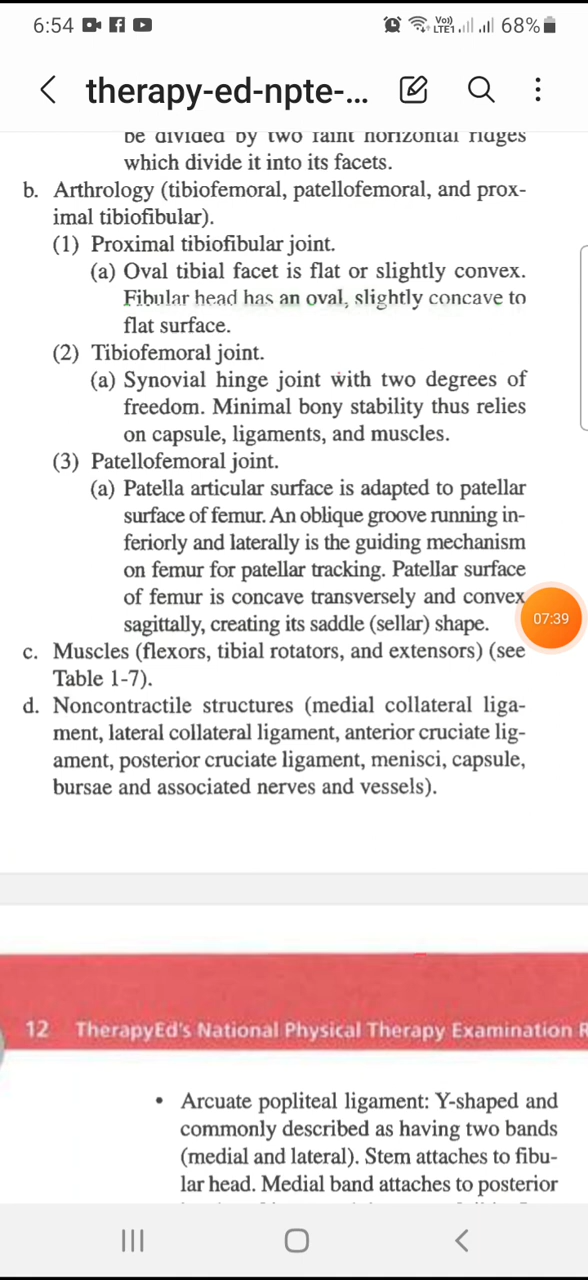 6:54
Vo)) LTE1 68%
therapy-ed-npte-...
be divided by two faint horizontal ridges
which divide it into its facets.
b. Arthrology (tibiofemoral, patellofemoral, and prox-
imal tibiofibular).
(1) Proximal tibiofibular joint.
(a) Oval tibial facet is flat or slightly convex.
Fibular head has an oval, slightly concave to
flat surface.
(2) Tibiofemoral joint.
(a) Synovial hinge joint with two degrees of
freedom. Minimal bony stability thus relies
on capsule, ligaments, and muscles.
(3) Patellofemoral joint.
(a) Patella articular surface is adapted to patellar
surface of femur. An oblique groove running in-
feriorly and laterally is the guiding mechanism
on femur for patellar tracking. Patellar surface
of femur is concave transversely and convex
07:39
sagittally, creating its saddle (sellar) shape.
c. Muscles (flexors, tibial rotators, and extensors) (see
Table 1-7).
d. Noncontractile structures (medial collateral liga-
ment, lateral collateral ligament, anterior cruciate lig-
ament, posterior cruciate ligament, menisci, capsule,
bursae and associated nerves and vessels).
12 TherapyEd's National Physical Therapy Examination
• Arcuate popliteal ligament: Y-shaped and
commonly described as having two bands
(medial and lateral). Stem attaches to fibu-
lar head. Medial band attaches to posterior